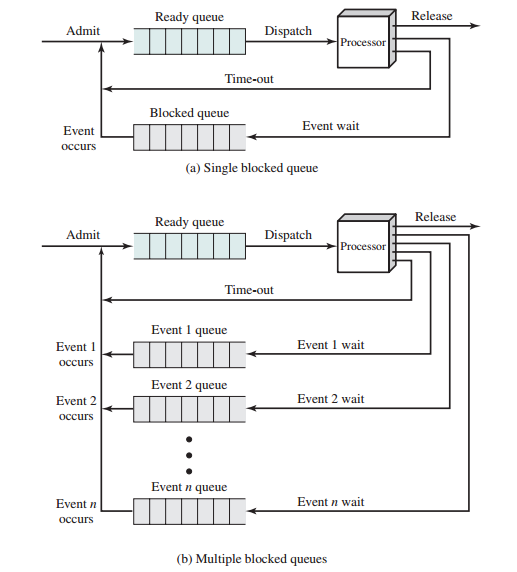 Ready queue
Release
Admit
Dispatch
Processor
Time-out
Blocked queue
Event wait
Event
occurs
(a) Single blocked queue
Ready queue
Release
Admit
Dispatch
Processor
Time-out
Event 1 queue
Event 1 wait
Event 1
occurs
Event 2 queue
Event 2 wait
Event 2
occurs
Event n queue
Event n wait
Event n
occurs
(b) Multiple blocked queues